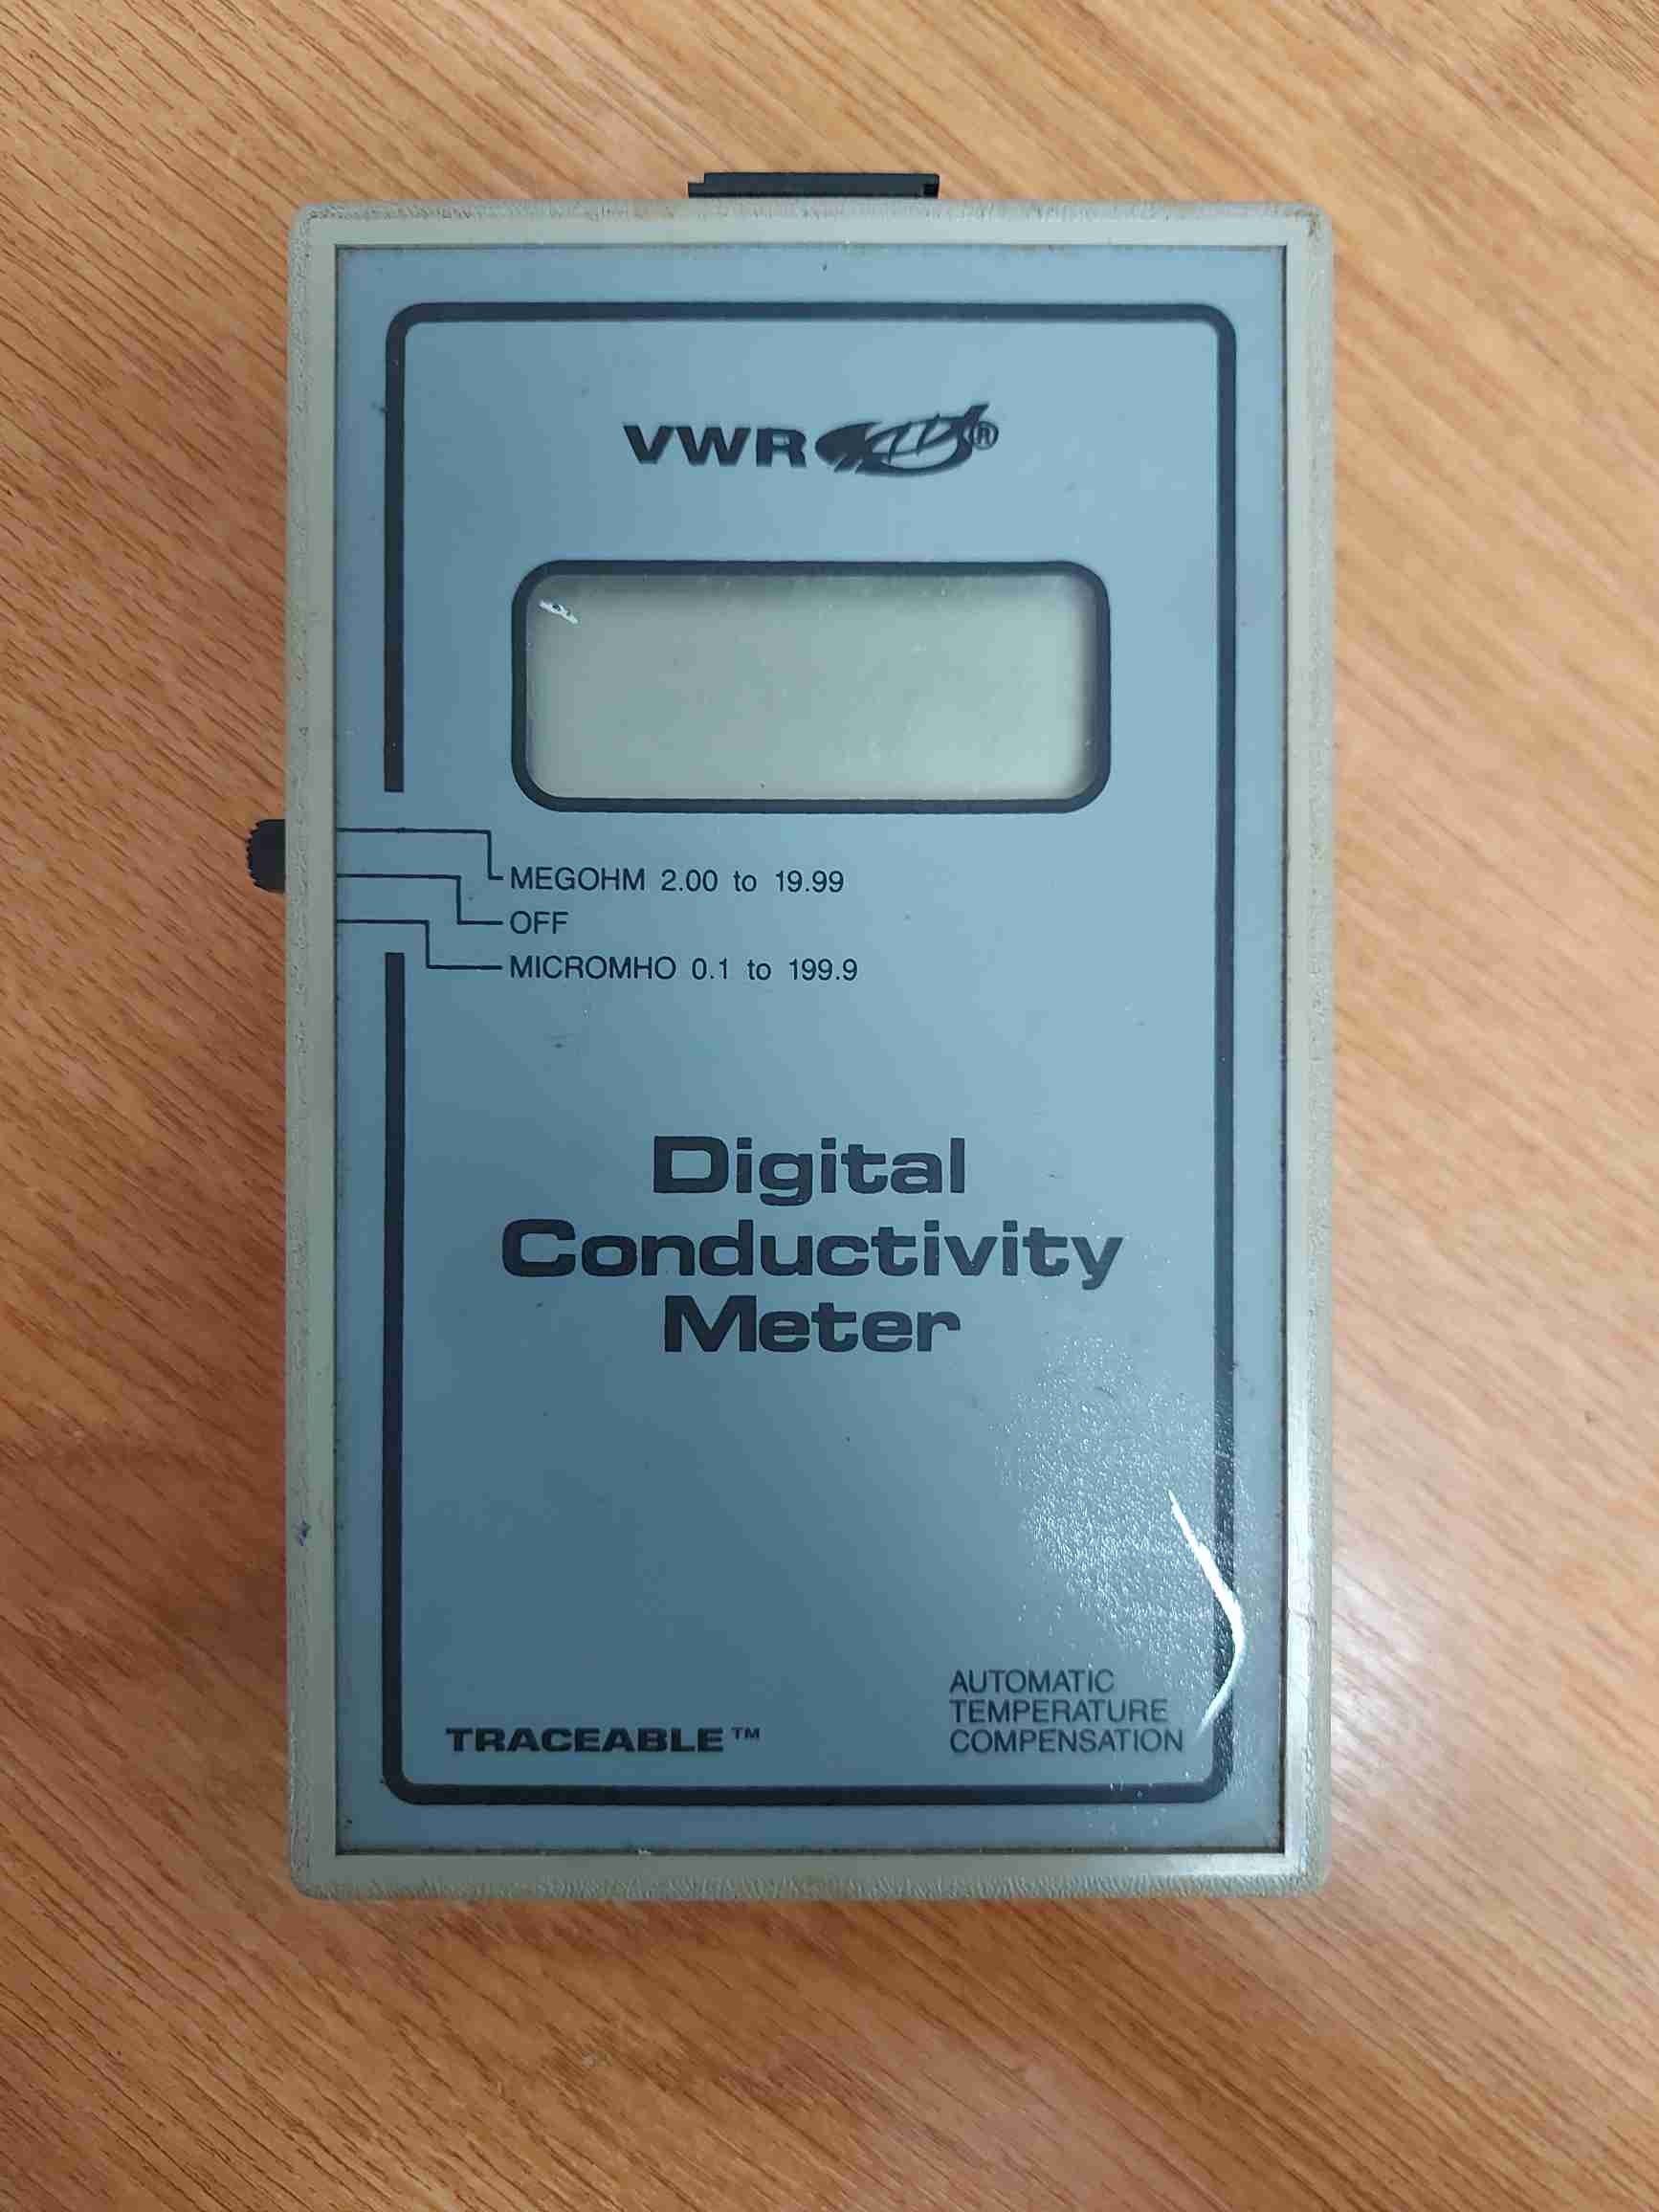 VWR®
MEGOHM 2.00 to 19.99
OFF
MICROMHO 0.1 to 199.9
Digital
Conductivity
Meter
TRACEABLE™
AUTOMATIC
TEMPERATURE
COMPENSATION